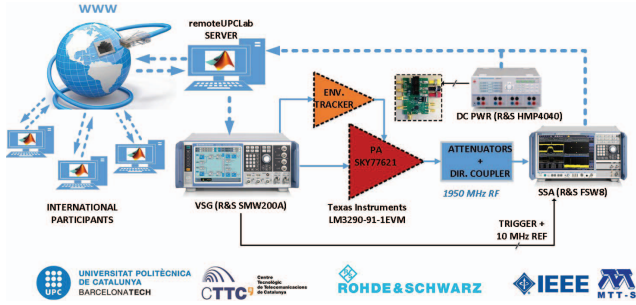 WWW
remoteUPCLab
SERVER
ENV.
TRACKER
DC PWR (R&S HMP4040)
PA
SKY77621
ATTENUATORS
+
DIR. COUPLER
INTERNATIONAL
PARTICIPANTS
VSG (R&S SMW200A)
Texas Instruments
LM3290-91-1EVM
1950 MHz RF
SSA (R&S FSW8)
TRIGGER +
10 MHz REF
UPC
UNIVERSITAT POLITÈCNICA
DE CATALUNYA
BARCELONATECH
CTTC
Centre
Tecnològic
de Telecomunicacions
de Catalunya
ROHDE&SCHWARZ
IEEE
MTT-S